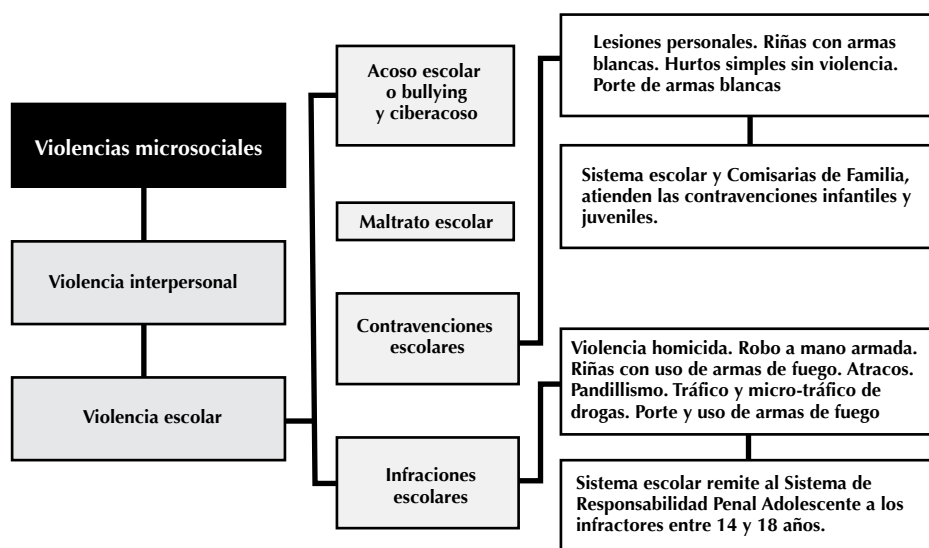 Violencias microsociales
Violencia interpersonal
Violencia escolar
Acoso escolar
o bullying
y ciberacoso
Maltrato escolar
Contravenciones
escolares
Infraciones
escolares
Lesiones personales. Riñas con armas
blancas. Hurtos simples sin violencia.
Porte de armas blancas
Sistema escolar y Comisarias de Familia,
atienden las contravenciones infantiles y
juveniles.
Violencia homicida. Robo a mano armada.
Riñas con uso de armas de fuego. Atracos.
Pandillismo. Tráfico y micro-tráfico de
drogas. Porte y uso de armas de fuego
Sistema escolar remite al Sistema de
Responsabilidad Penal Adolescente a los
infractores entre 14 y 18 años.